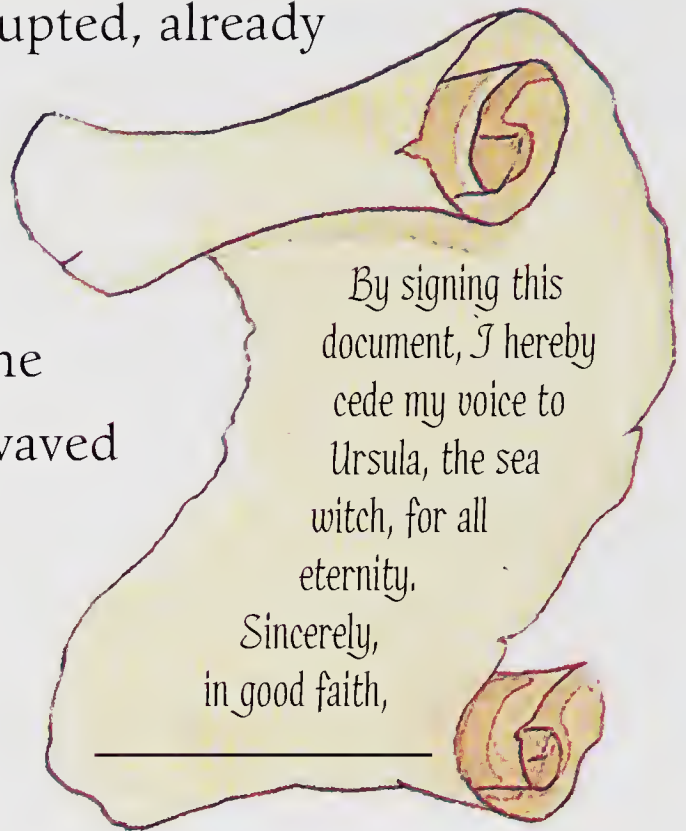 upted, already
By signing this
document, I hereby
cede my voice to
Ursula, the sea
witch, for all
eternity.
Sincerely,
in good faith,
he
waved